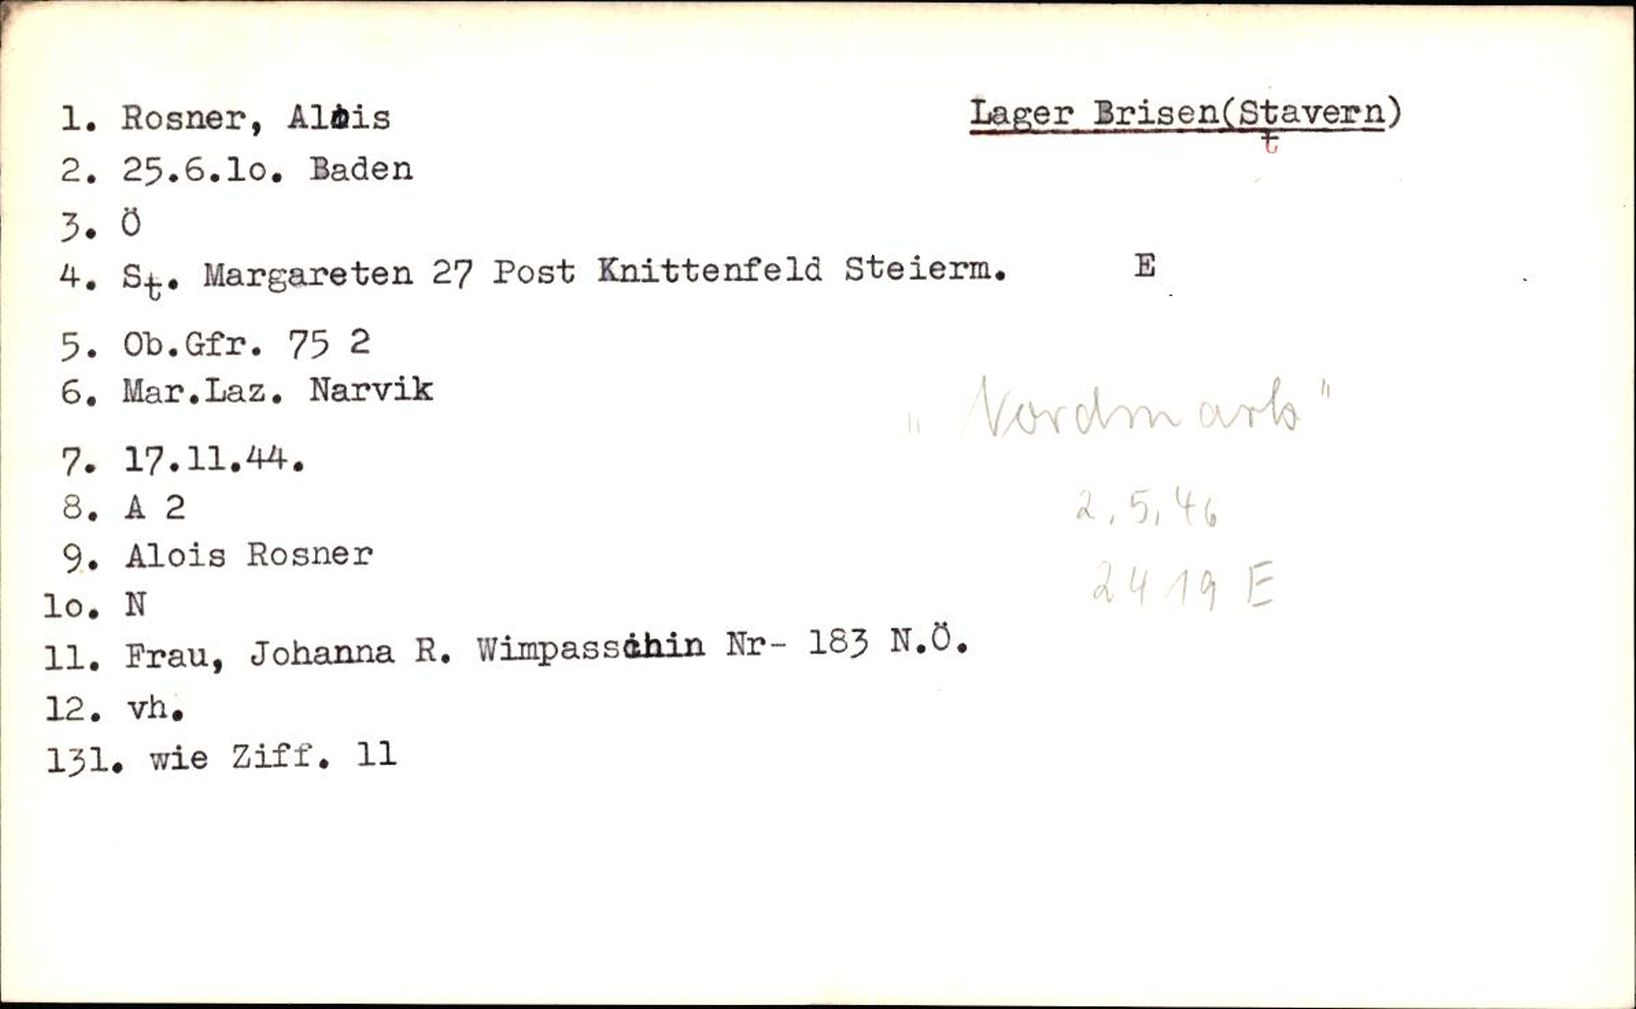 1. Rosner, Alois
Lager Brisen(Stavern)
t
2. 25.6.1o. Baden
3. Ö
4. St. Margareten 27 Post Knittenfeld Steierm. E
5. Ob.Gfr. 75 2
6. Mar.Laz. Narvik
"Nordmark"
7. 17.11.44.
8. A 2
2.5.46
9. Alois Rosner
2419 E
1o. N
11. Frau, Johanna R. Nr- 183 N.Ö.
12. vh.
131. wie Ziff. 11